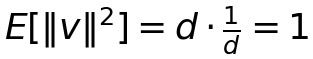 E[∥v∥²] = d · 1/d = 1